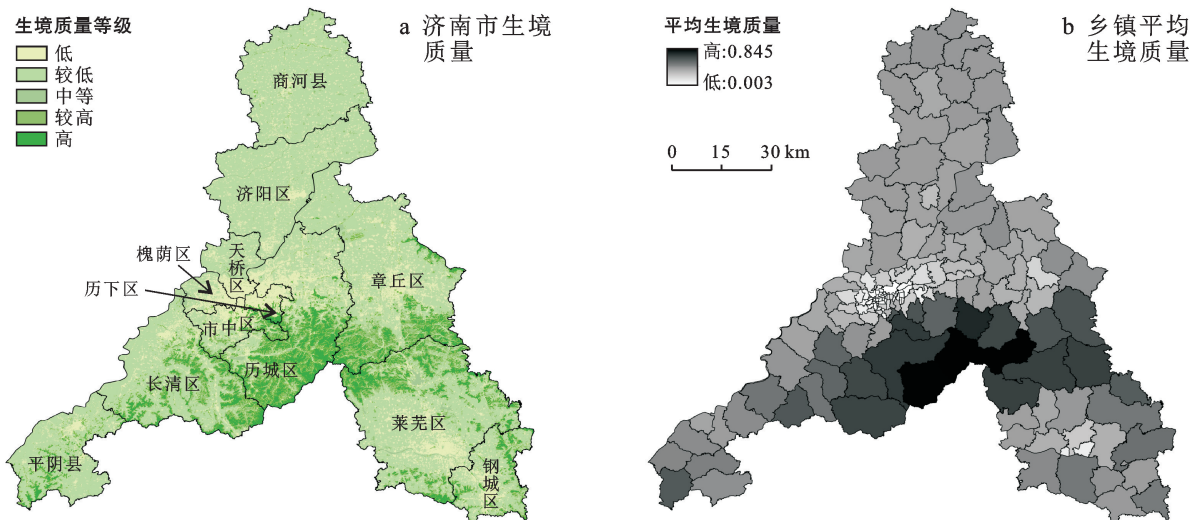 生境质量等级
低
较低
中等
较高
高
a 济南市生境
质量
商河县
济阳区
槐荫区
天桥区
历下区
章丘区
市中区
历城区
长清区
莱芜区
平阴县
钢城区
平均生境质量
高:0.845
低:0.003
0 15 30 km
b 乡镇平均
生境质量